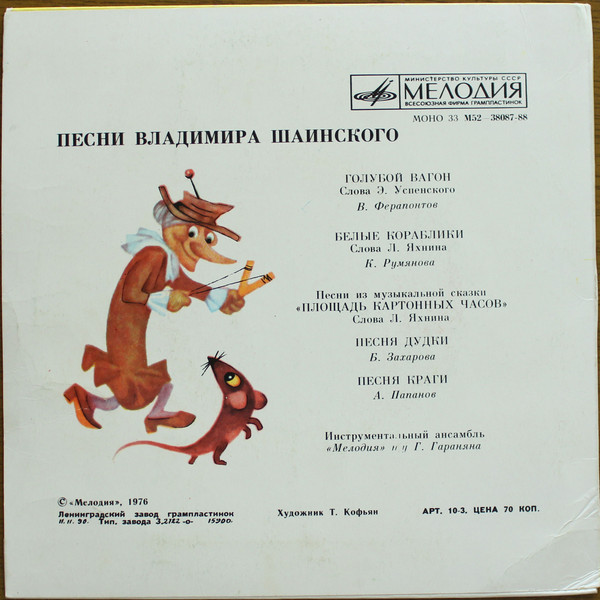 МИНИСТЕРСТВО КУЛЬТУРЫ СССР
МЕЛОДИЯ
ВСЕСОЮЗНАЯ ФИРМА ГРАМПЛАСТИНОК
МОНО 33 М52—38087-88
ПЕСНИ ВЛАДИМИРА ШАИНСКОГО
ГОЛУБОЙ ВАГОН
Слова Э. Успенского
В. Ферапонтов
БЕЛЫЕ КОРАБЛИКИ
Слова Л. Яхнина
К. Румянова
Песни из музыкальной сказки
«ПЛОЩАДЬ КАРТОННЫХ ЧАСОВ»
Слова Л. Яхнина
ПЕСНЯ ДУДКИ
Б. Захарова
ПЕСНЯ КРАГИ
А. Папанов
Инструментальный ансамбль
«Мелодия» п/у Г. Гараняна
© «Мелодия», 1976
Ленинградский завод грампластинок
Тип. завода
15900.
Художник Т. Кофьян
АРТ. 10-3. ЦЕНА 70 КОП.